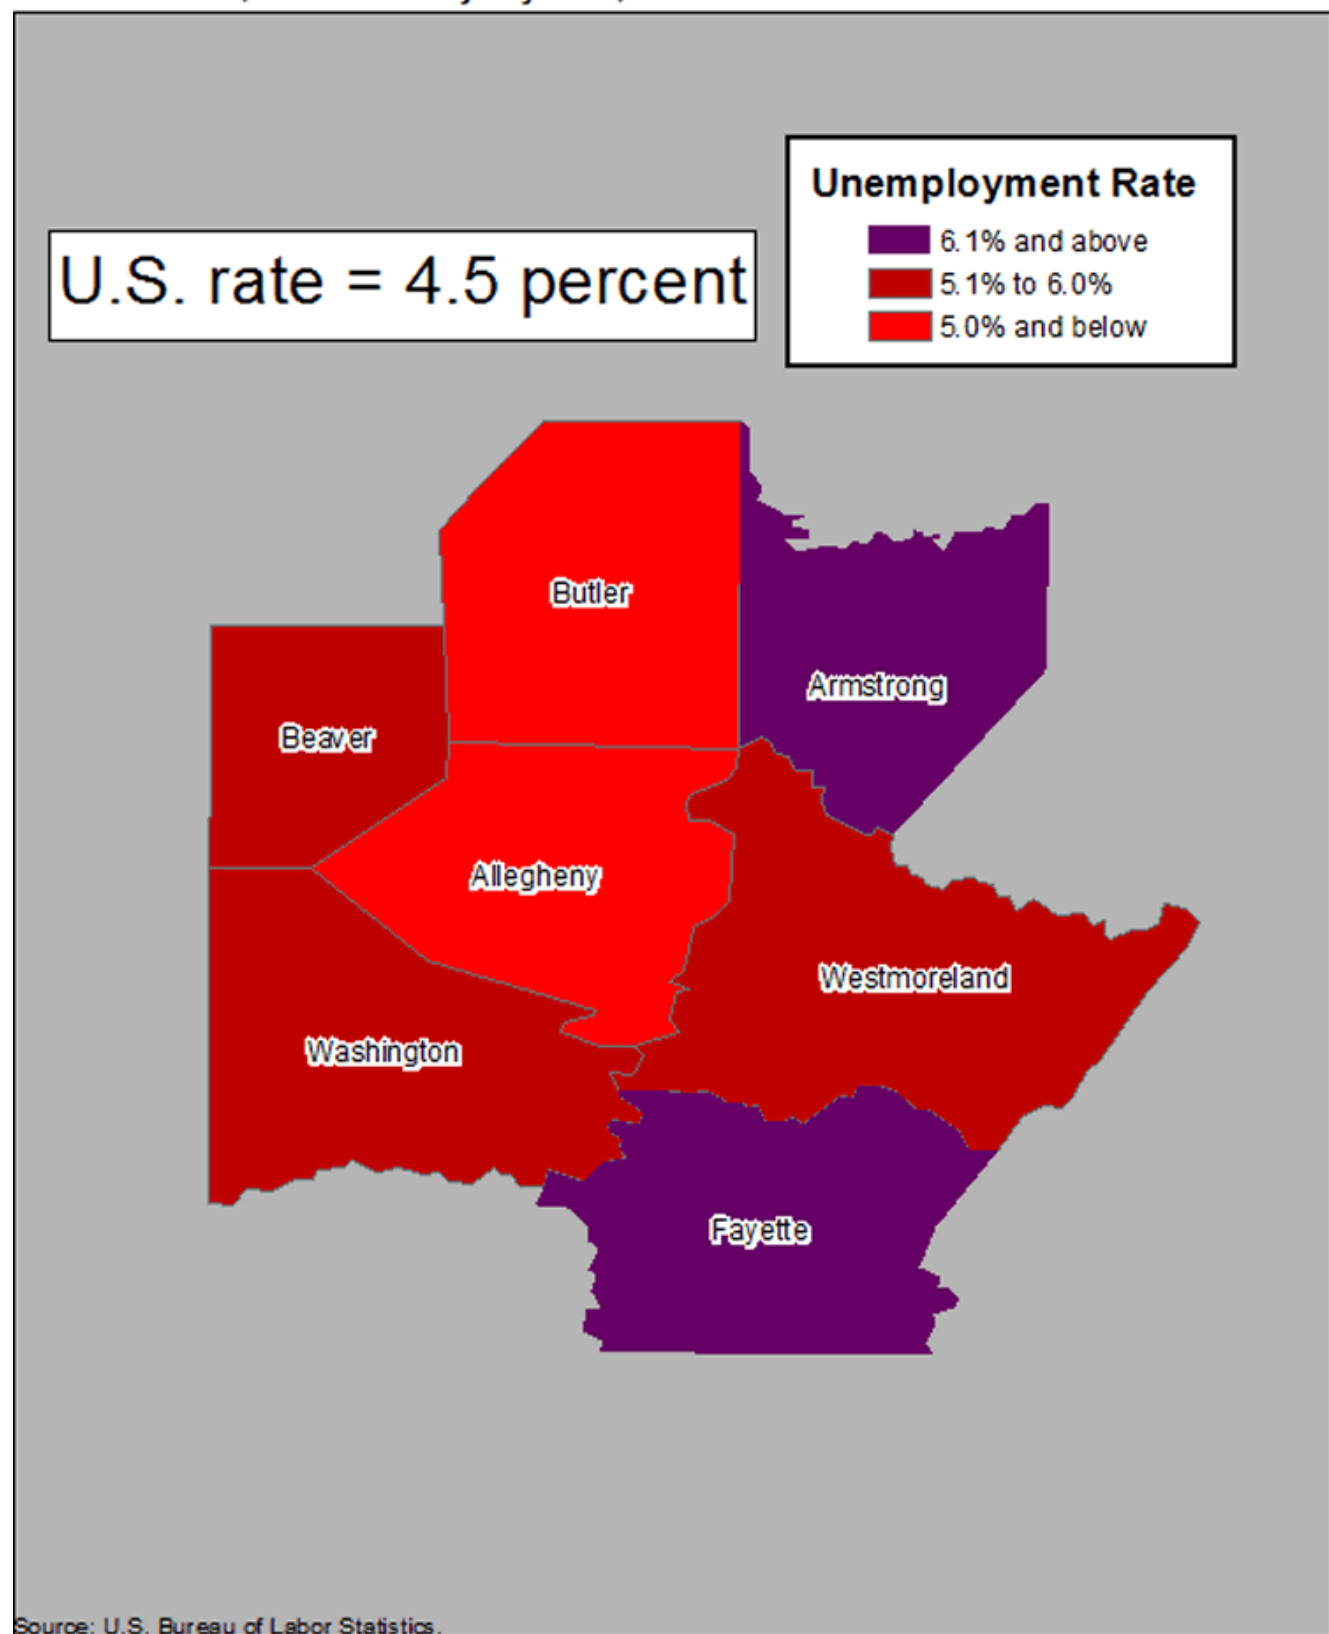 Unemployment Rate
6.1% and above
5.1% to 6.0%
5.0% and below
U.S. rate = 4.5 percent
Butler
Armstrong
Beaver
Allegheny
Westmoreland
Washington
Fayette
Source: U.S. Bureau of Labor Statistics.